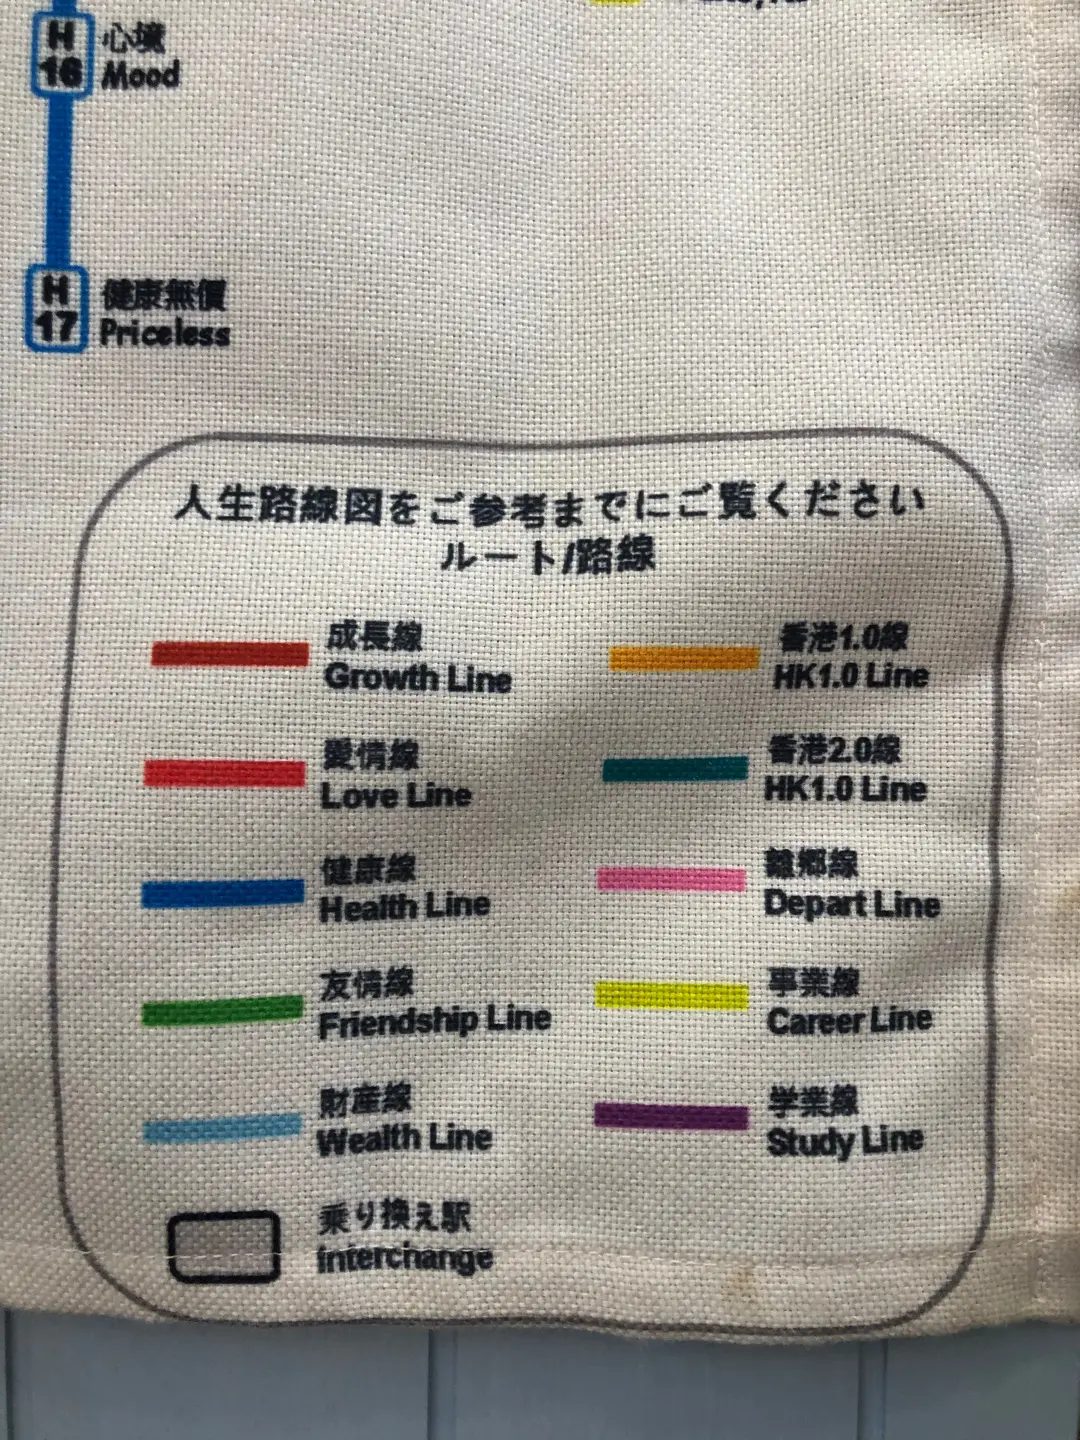 H
16
心境
Mood
H
17
健康無價
Priceless
人生路線図をご参考までにご覧ください
ルート/路線
成長線
Growth Line
愛情線
Love Line
健康線
Health Line
友情線
Friendship Line
財産線
Wealth Line
乗り換え駅
interchange
香港1.0線
HK1.0 Line
香港2.0線
HK1.0 Line
離郷線
Depart Line
事業線
Career Line
学業線
Study Line